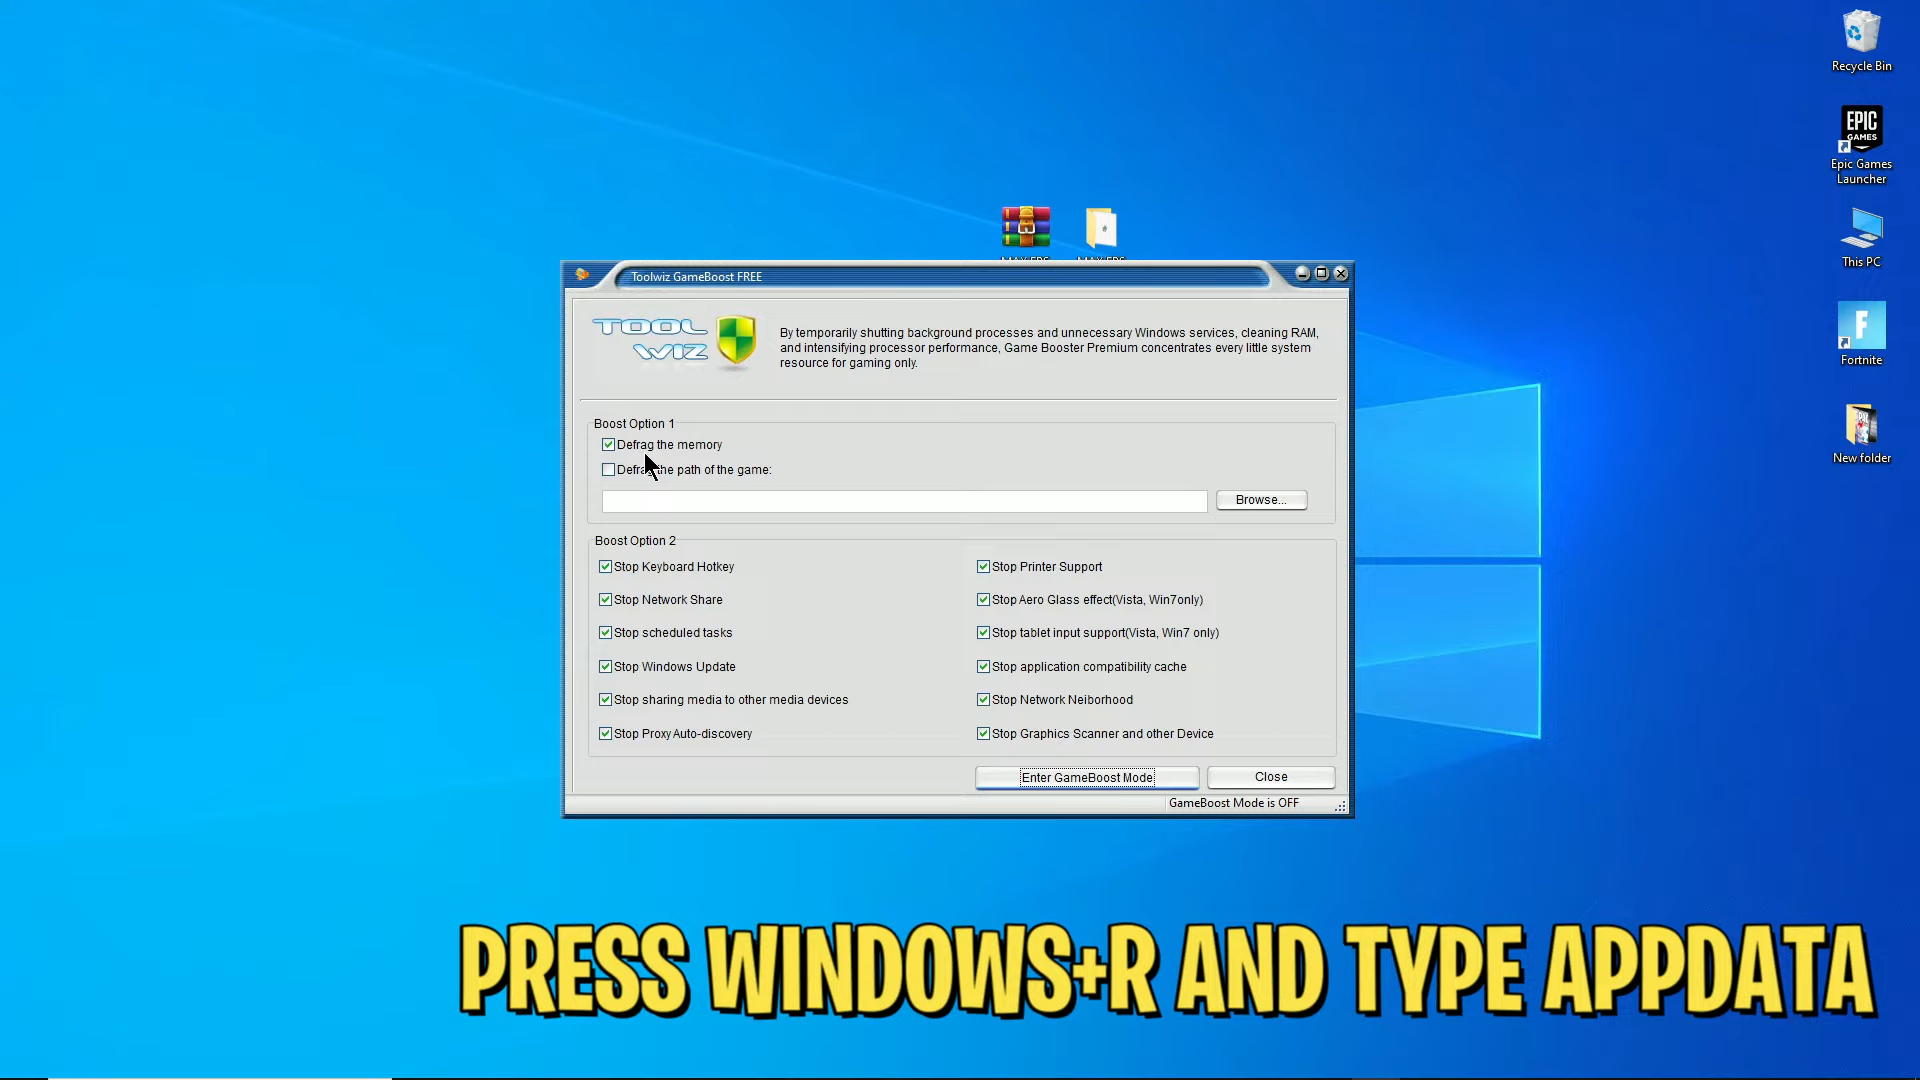 Recycle Bin
EPIC
GAMES
Epic Games
Launcher
This PC
Fortnite
New folder
MAX FPS
MAX FPS
Toolwiz GameBoost FREE
TOOL
WIZ
By temporarily shutting background processes and unnecessary Windows services, cleaning RAM,
and intensifying processor performance, Game Booster Premium concentrates every little system
resource for gaming only.
Boost Option 1
Defrag the memory
Defrag the path of the game:
Browse...
Boost Option 2
Stop Keyboard Hotkey
Stop Printer Support
Stop Network Share
Stop Aero Glass effect(Vista, Win7only)
Stop scheduled tasks
Stop tablet input support(Vista, Win7 only)
Stop Windows Update
Stop application compatibility cache
Stop sharing media to other media devices
Stop Network Neiborhood
Stop Proxy Auto-discovery
Stop Graphics Scanner and other Device
Enter GameBoost Mode
Close
GameBoost Mode is OFF
PRESS WINDOWS+R AND TYPE APPDATA